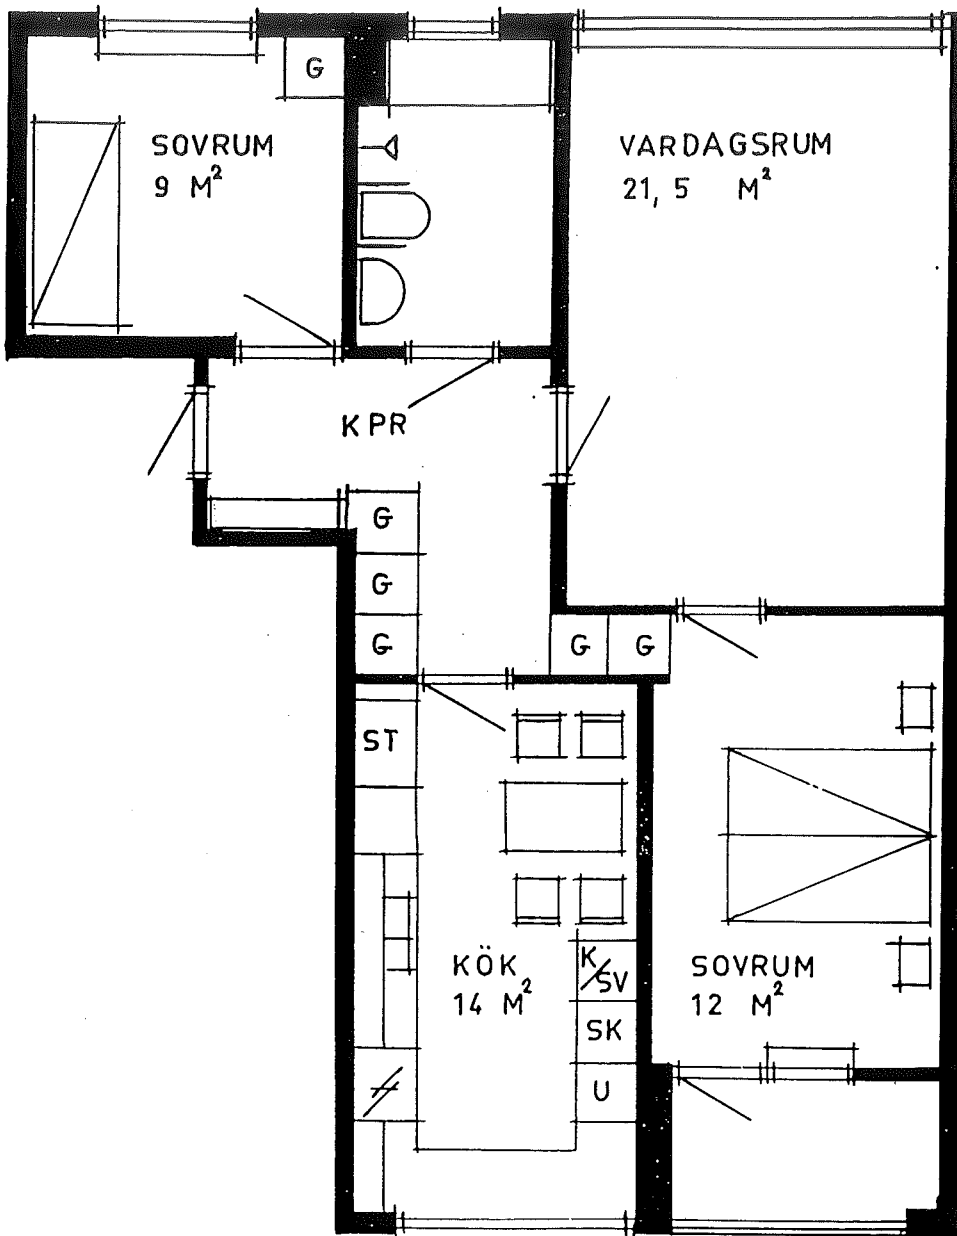 G
SOVRUM
9 M²
VARDAGSRUM
21,5 M²
KPR
G
G
G
G
G
ST
KÖK
14 M²
K/SV
SK
U
SOVRUM
12 M²